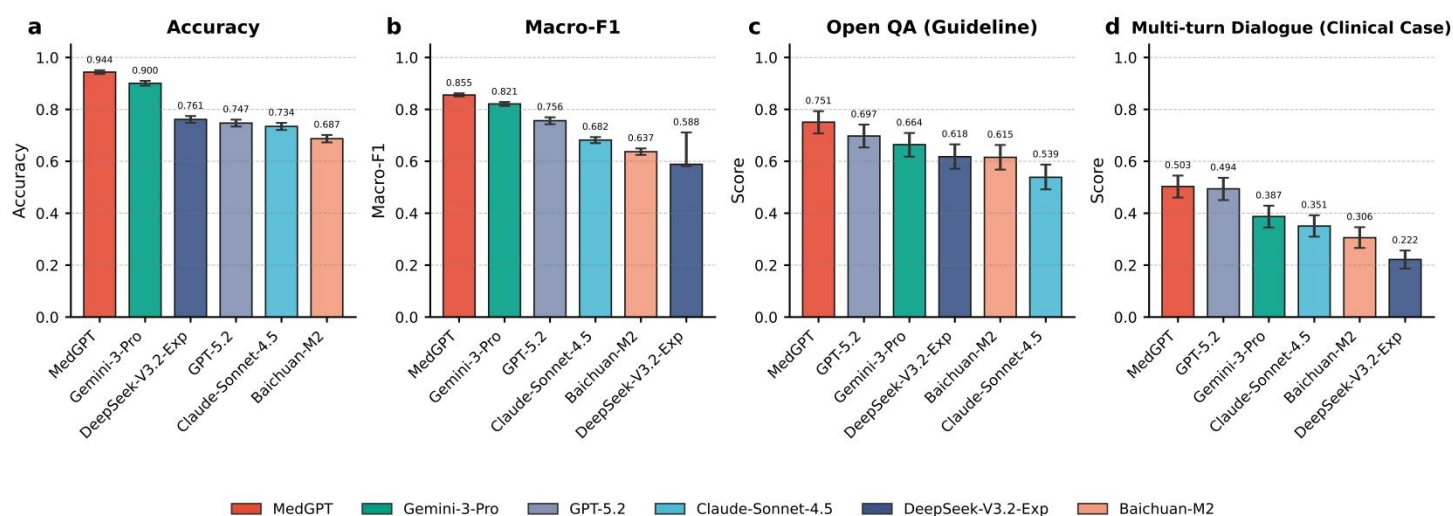 a Accuracy
Accuracy
1.0
0.8
0.6
0.4
0.2
0.0
0.944
0.900
0.761
0.747
0.734
0.687
MedGPT
Gemini-3-Pro
DeepSeek-V3.2-Exp
GPT-5.2
Claude-Sonnet-4.5
Baichuan-M2
b Macro-F1
Macro-F1
1.0
0.8
0.6
0.4
0.2
0.0
0.855
0.821
0.756
0.682
0.637
0.588
MedGPT
Gemini-3-Pro
GPT-5.2
Claude-Sonnet-4.5
Baichuan-M2
DeepSeek-V3.2-Exp
c Open QA (Guideline)
Score
1.0
0.8
0.6
0.4
0.2
0.0
0.751
0.697
0.664
0.618
0.615
0.539
MedGPT
GPT-5.2
Gemini-3-Pro
DeepSeek-V3.2-Exp
Baichuan-M2
Claude-Sonnet-4.5
d Multi-turn Dialogue (Clinical Case)
Score
1.0
0.8
0.6
0.4
0.2
0.0
0.503
0.494
0.387
0.351
0.306
0.222
MedGPT
GPT-5.2
Gemini-3-Pro
Claude-Sonnet-4.5
Baichuan-M2
DeepSeek-V3.2-Exp
MedGPT Gemini-3-Pro GPT-5.2 Claude-Sonnet-4.5 DeepSeek-V3.2-Exp Baichuan-M2